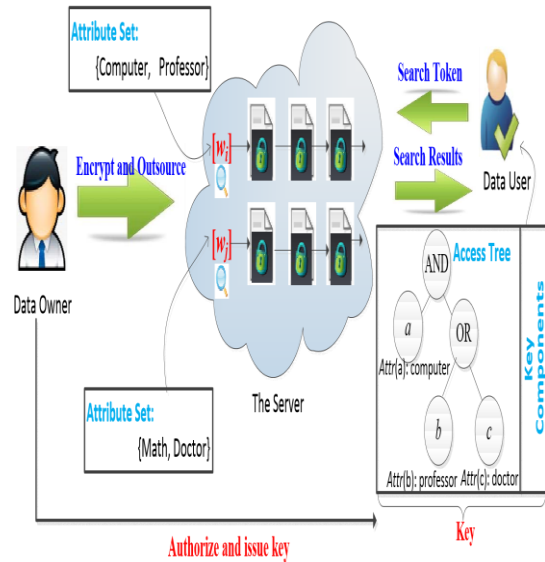 Attribute Set:
{Computer, Professor}
Search Token
[wi]
Encrypt and Outsource
Search Results
Data User
[wj]
Data Owner
AND
Access Tree
a
OR
Attr(a): computer
Key
Components
The Server
Attribute Set:
{Math, Doctor}
b
c
Attr(b): professor
Attr(c): doctor
Authorize and issue key
Key